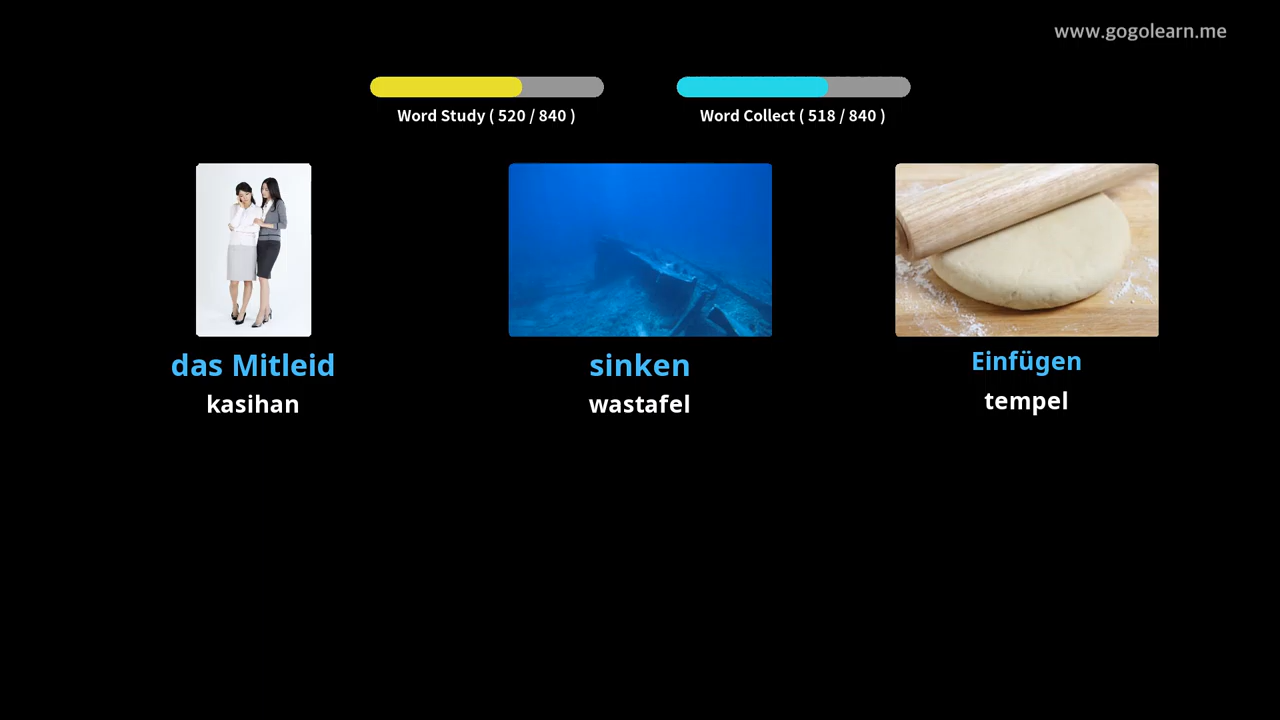 www.gogolearn.me
Word Study ( 520 / 840 )
Word Collect ( 518 / 840 )
das Mitleid
kasihan
sinken
wastafel
Einfügen
tempel